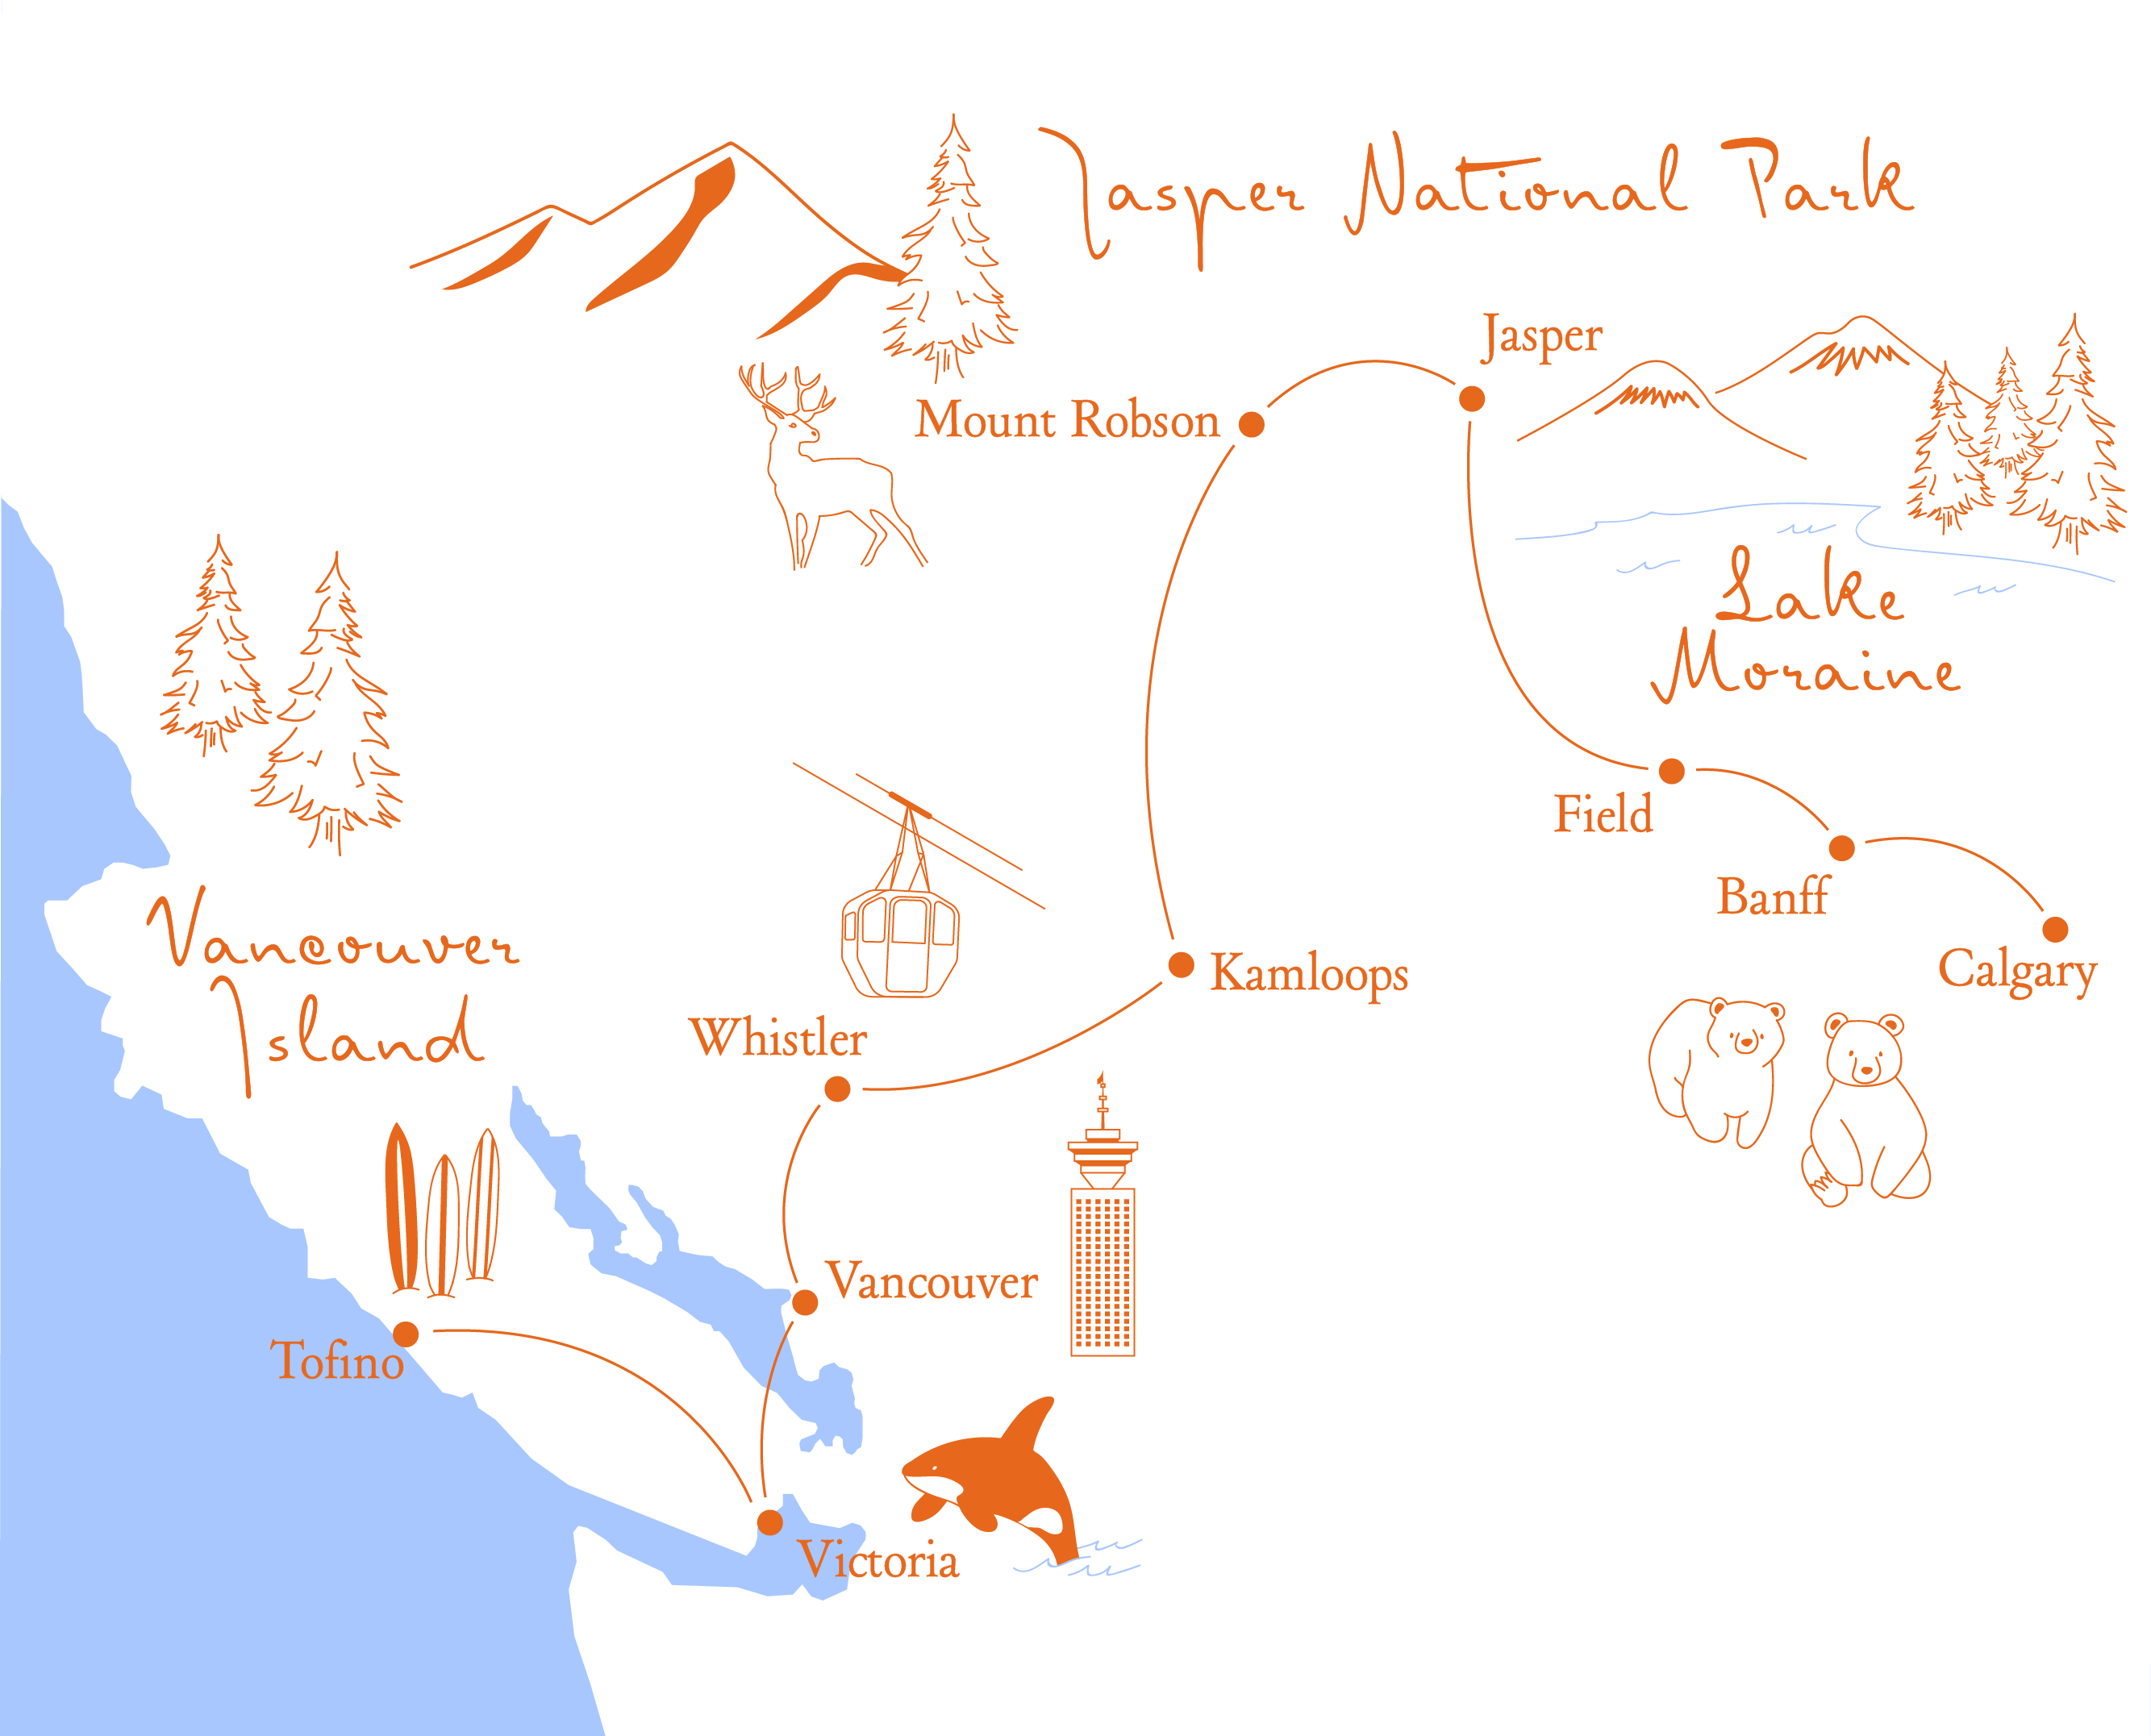 Jasper National Park
Jasper
Mount Robson
Lake
Moraine
Field
Banff
Vancouver
Island
Calgary
Kamloops
Whistler
Vancouver
Tofino
Victoria